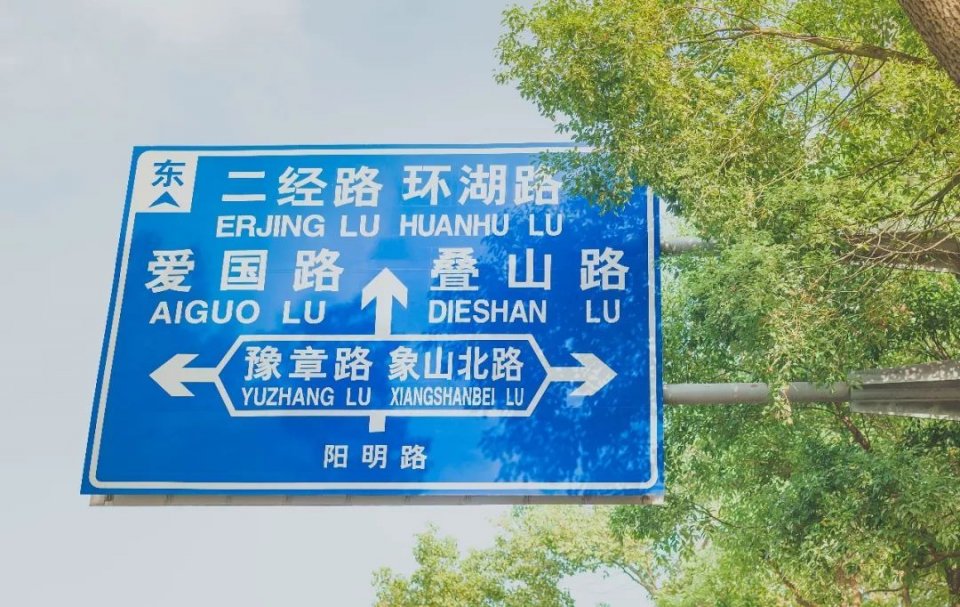 东
二经路 环湖路
ERJING LU HUANHU LU
爱国路 叠山路
AIGUO LU DIESHAN LU
豫章路 象山北路
YUZHANG LU XIANGSHANBEI LU
阳明路